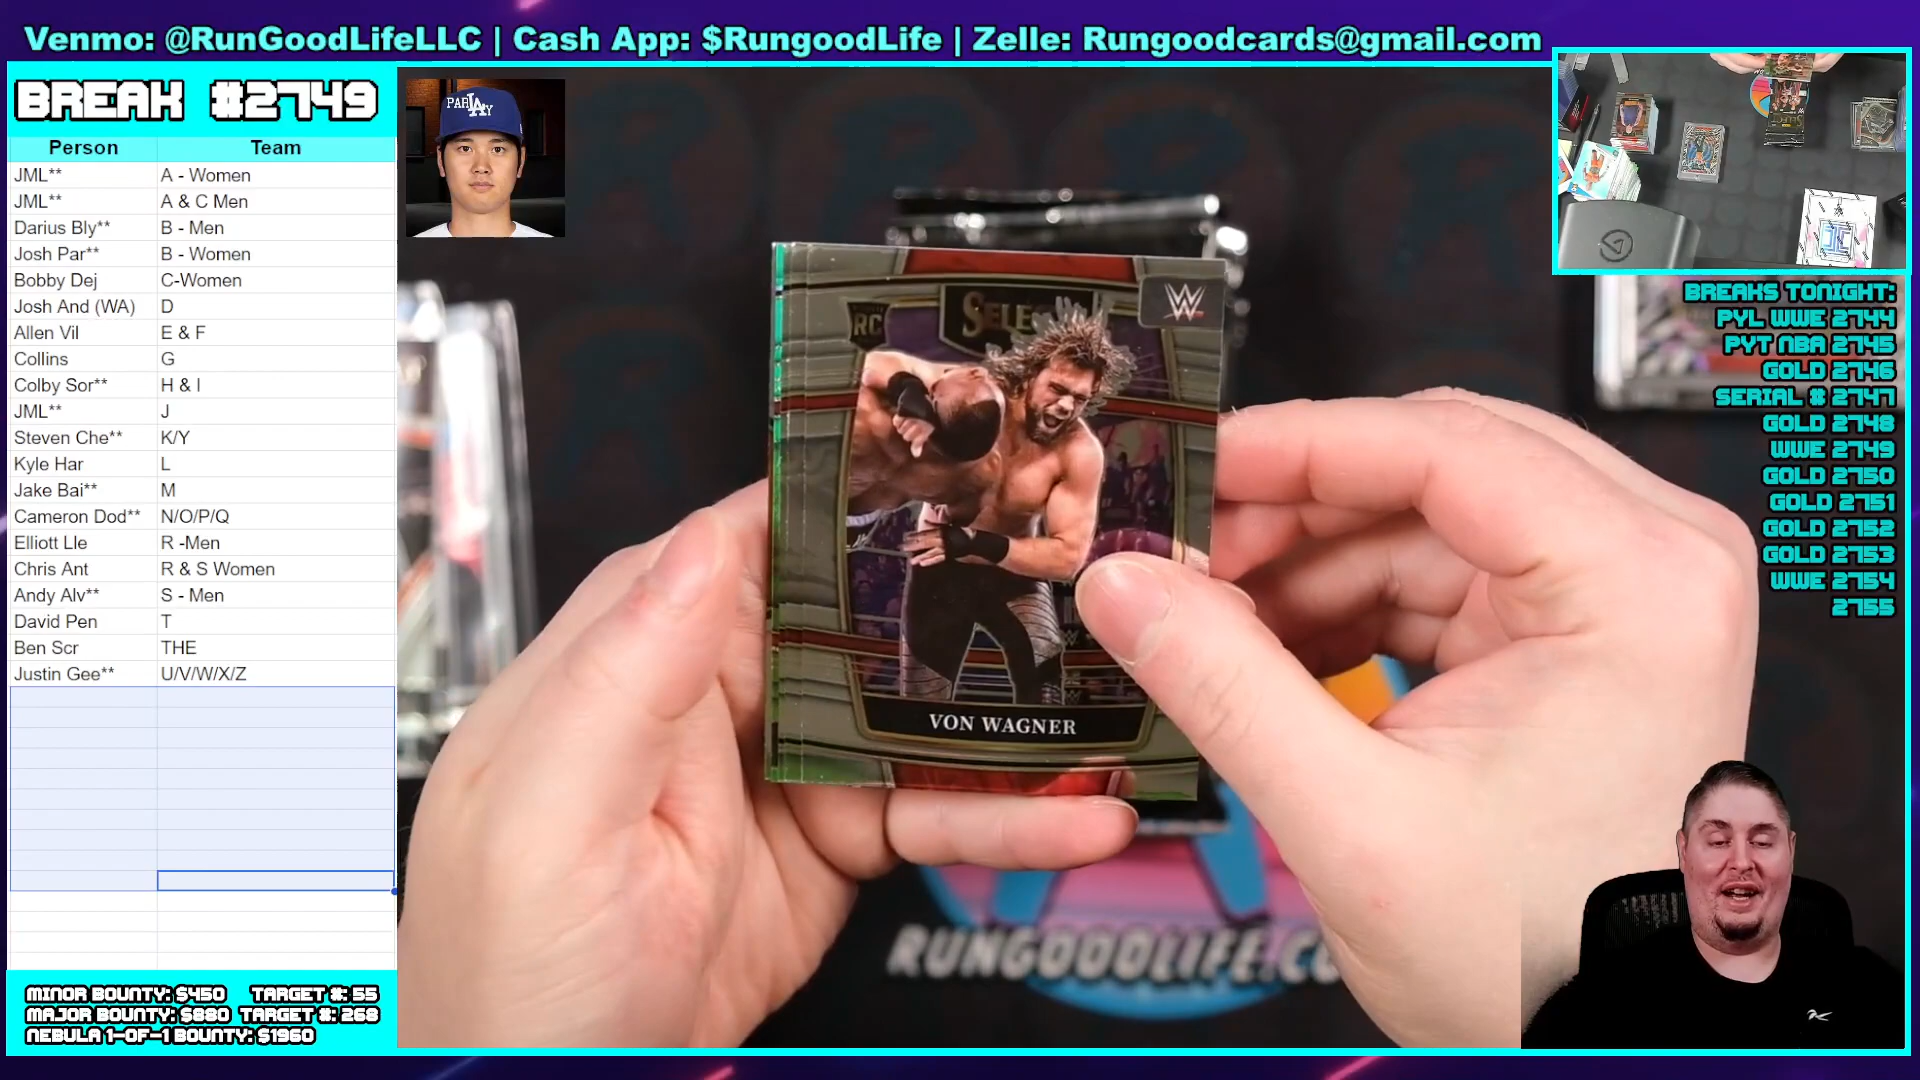 Venmo: @RunGoodLifeLLC | Cash App: $RungoodLife | Zelle: Rungoodcards@gmail.com
BREAK #2749
Person Team
JML** A - Women
JML** A & C Men
Darius Bly** B - Men
Josh Par** B - Women
Bobby Dej C-Women
Josh And (WA) D
Allen Vil E & F
Collins G
Colby Sor** H & I
JML** J
Steven Che** K/Y
Kyle Har L
Jake Bai** M
Cameron Dod** N/O/P/Q
Elliott Lle R -Men
Chris Ant R & S Women
Andy Alv** S - Men
David Pen T
Ben Scr THE
Justin Gee** U/V/W/X/Z
MINOR BOUNTY: $450 TARGET #: 55
MAJOR BOUNTY: $880 TARGET #: 268
NEBULA 1-OF-1 BOUNTY: $1960
PARLAY
RC
W
VON WAGNER
RUNGOODLIFE.CO
BREAKS TONIGHT:
PYL WWE 2744
PYT NBA 2745
GOLD 2746
SERIAL # 2747
GOLD 2748
WWE 2749
GOLD 2750
GOLD 2751
GOLD 2752
GOLD 2753
WWE 2754
2755